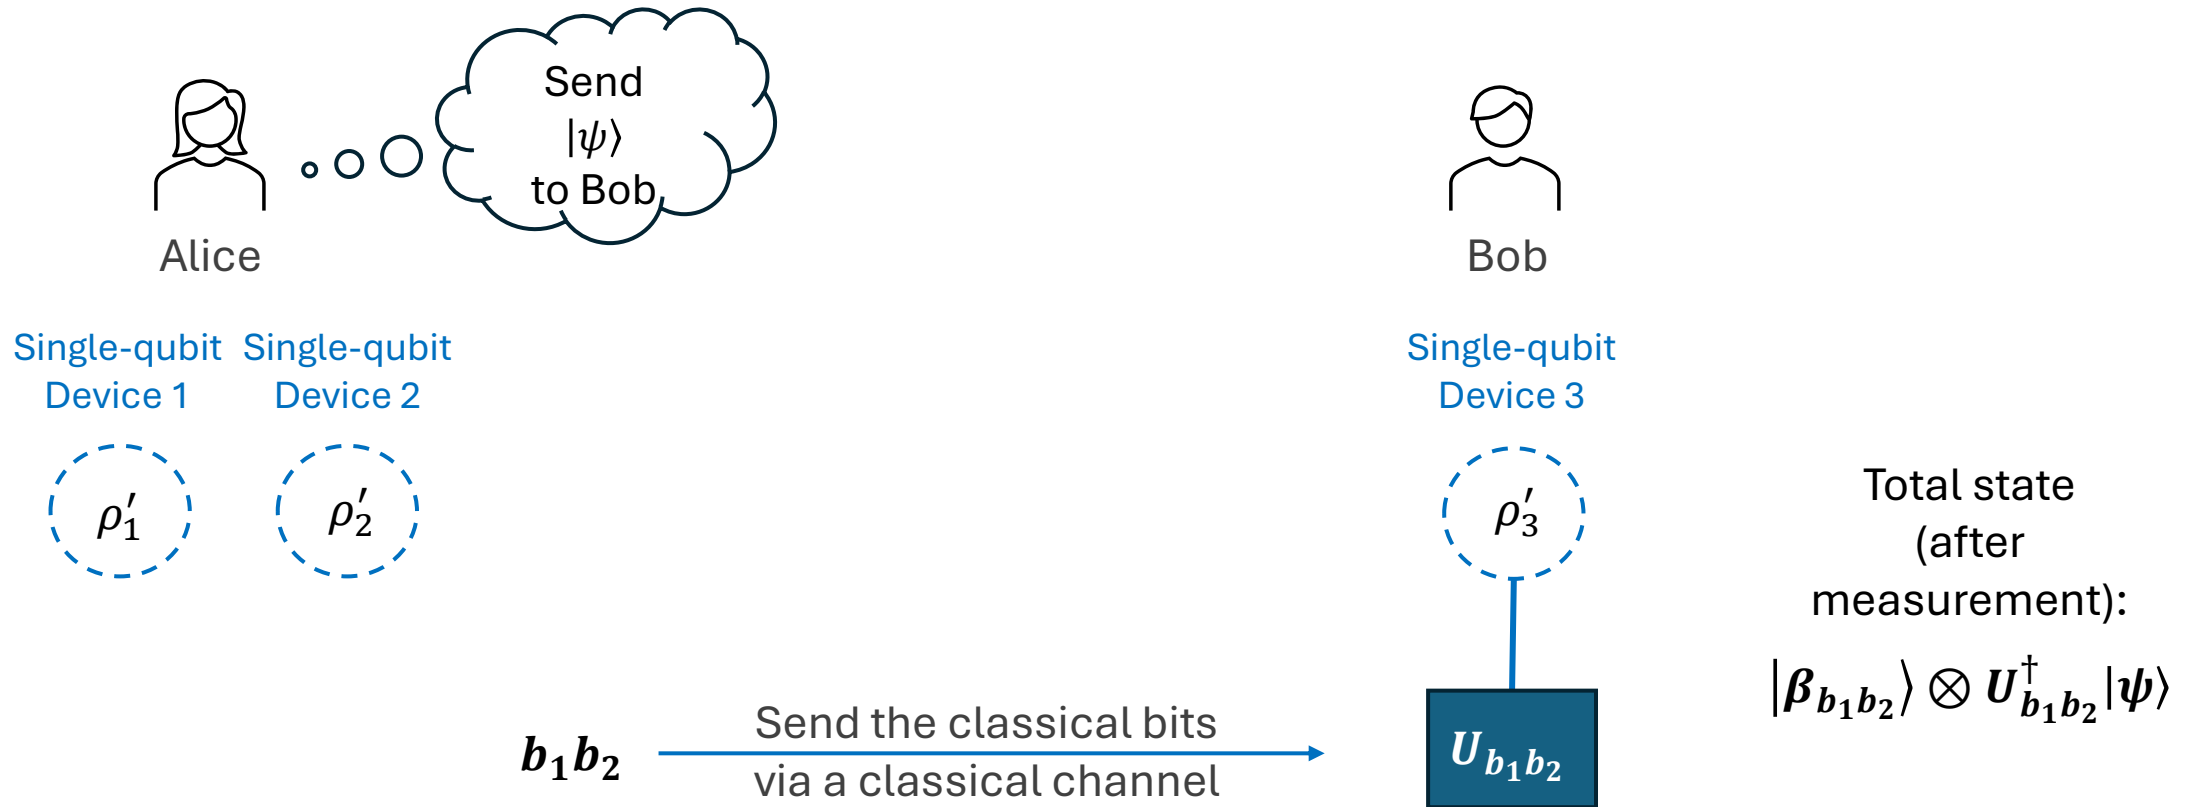 Send
|ψ⟩
to Bob
Alice
Bob
Single-qubit
Device 1
Single-qubit
Device 2
Single-qubit
Device 3
ρ′₁
ρ′₂
ρ′₃
Total state
(after
measurement):
|β_{b₁b₂}⟩ ⊗ U†_{b₁b₂}|ψ⟩
b₁b₂
Send the classical bits
via a classical channel
U_{b₁b₂}